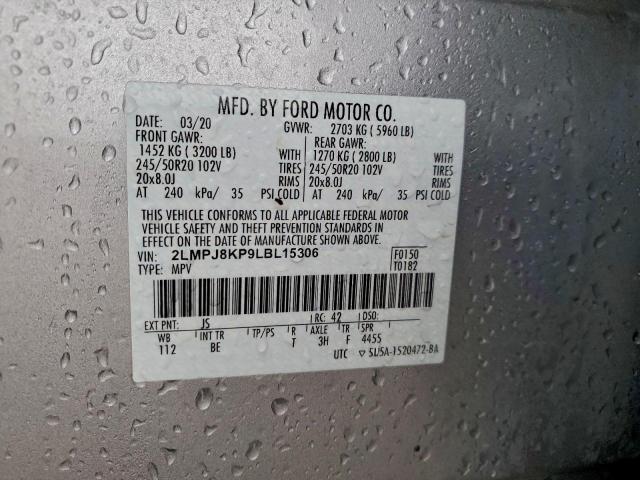 MFD. BY FORD MOTOR CO.
DATE: 03/20 GVWR: 2703 KG ( 5960 LB)
FRONT GAWR: REAR GAWR:
1452 KG ( 3200 LB) WITH 1270 KG ( 2800 LB) WITH
245/50R20 102V TIRES 245/50R20 102V TIRES
20x8.0J RIMS 20x8.0J RIMS
AT 240 kPa/ 35 PSI COLD AT 240 kPa/ 35 PSI COLD
THIS VEHICLE CONFORMS TO ALL APPLICABLE FEDERAL MOTOR
VEHICLE SAFETY AND THEFT PREVENTION STANDARDS IN
EFFECT ON THE DATE OF MANUFACTURE SHOWN ABOVE.
VIN: 2LMPJ8KP9LBL15306 F0150
TYPE: MPV T0182
EXT PNT: JS RC: 42 DSO:
WB INT TR TP/PS R AXLE TR SPR
112 BE T 3H F 4455
UTC ▽ 5U5A-1520472-BA